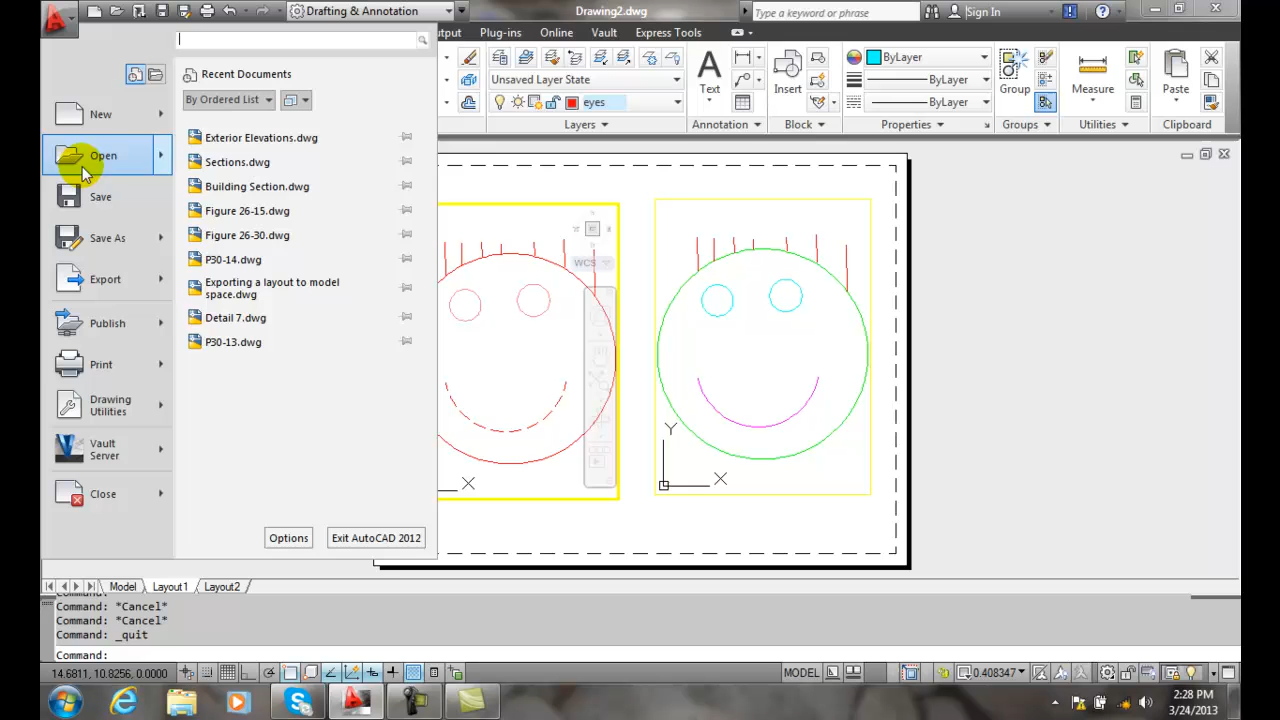 Drafting & Annotation
Drawing2.dwg
Type a keyword or phrase
Sign In
utput
Plug-ins
Online
Vault
Express Tools
Recent Documents
By Ordered List
New
Open
Save
Save As
Export
Publish
Print
Drawing
Utilities
Vault
Server
Close
Exterior Elevations.dwg
Sections.dwg
Building Section.dwg
Figure 26-15.dwg
Figure 26-30.dwg
P30-14.dwg
Exporting a layout to model
space.dwg
Detail 7.dwg
P30-13.dwg
Options
Exit AutoCAD 2012
Unsaved Layer State
eyes
Layers
Text
Annotation
Insert
Block
ByLayer
ByLayer
ByLayer
Properties
Group
Groups
Measure
Utilities
Paste
Clipboard
WCS
X
Y
X
Model
Layout1
Layout2
Command: *Cancel*
Command: *Cancel*
Command: _quit
Command:
14.6811, 10.8256, 0.0000
MODEL
0.408347
2:28 PM
3/24/2013